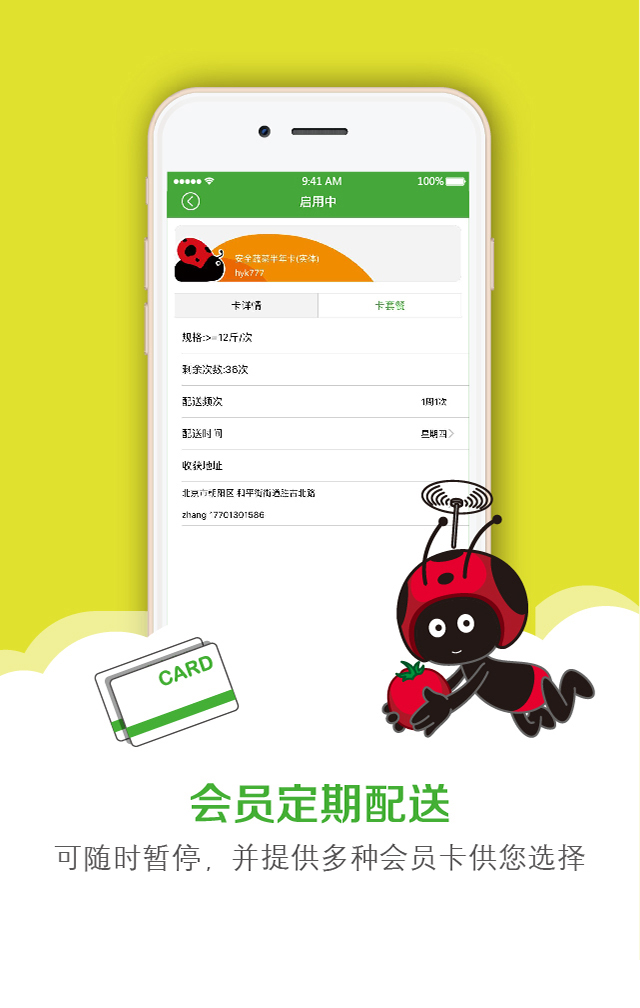 9:41 AM 100%
启用中
安全蔬菜半年卡(实体)
hyk777
卡详情 卡套餐
规格:>=12斤/次
剩余次数:36次
配送频次 1周1次
配送时间 星期四
收获地址
北京市朝阳区 和平街街道胜古北路
zhang 17701301586
CARD
会员定期配送
可随时暂停，并提供多种会员卡供您选择